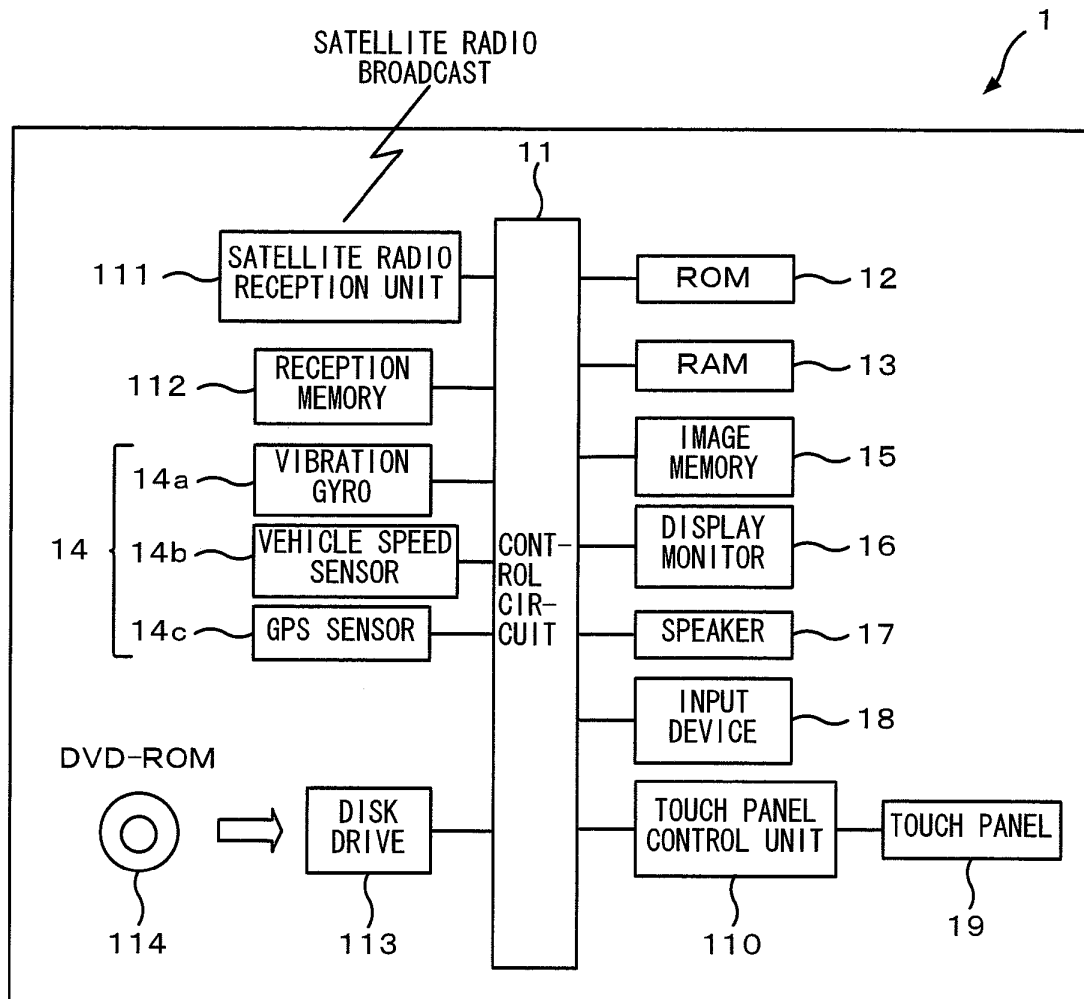 1
SATELLITE RADIO
BROADCAST
11
111
SATELLITE RADIO
RECEPTION UNIT
ROM
12
112
RECEPTION
MEMORY
RAM
13
14
14a
VIBRATION
GYRO
IMAGE
MEMORY
15
14b
VEHICLE SPEED
SENSOR
CONT-
ROL
CIR-
CUIT
DISPLAY
MONITOR
16
14c
GPS SENSOR
SPEAKER
17
INPUT
DEVICE
18
DVD-ROM
114
DISK
DRIVE
113
TOUCH PANEL
CONTROL UNIT
110
TOUCH PANEL
19